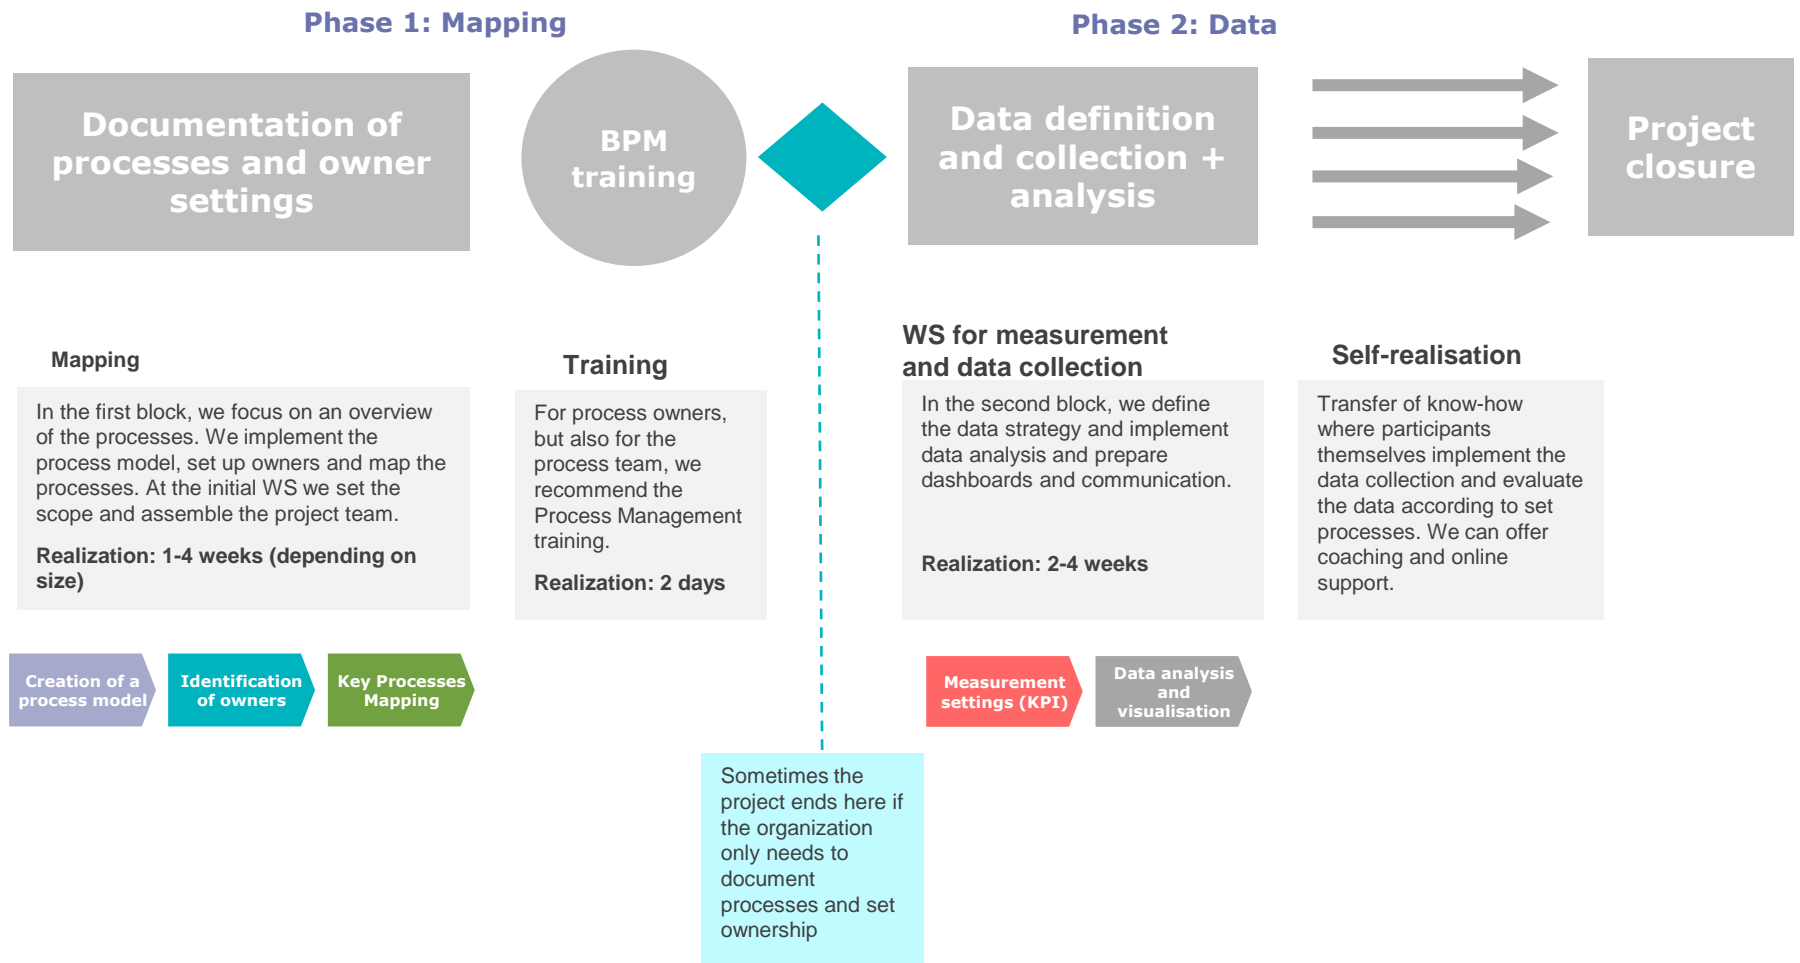 Phase 1: Mapping
Phase 2: Data
Documentation of
processes and owner
settings
BPM
training
Data definition
and collection +
analysis
Project
closure
Mapping
In the first block, we focus on an overview
of the processes. We implement the
process model, set up owners and map the
processes. At the initial WS we set the
scope and assemble the project team.
Realization: 1-4 weeks (depending on
size)
Training
For process owners,
but also for the
process team, we
recommend the
Process Management
training.
Realization: 2 days
WS for measurement
and data collection
In the second block, we define
the data strategy and implement
data analysis and prepare
dashboards and communication.
Realization: 2-4 weeks
Self-realisation
Transfer of know-how
where participants
themselves implement the
data collection and evaluate
the data according to set
processes. We can offer
coaching and online
support.
Creation of a
process model
Identification
of owners
Key Processes
Mapping
Measurement
settings (KPI)
Data analysis
and
visualisation
Sometimes the
project ends here if
the organization
only needs to
document
processes and set
ownership